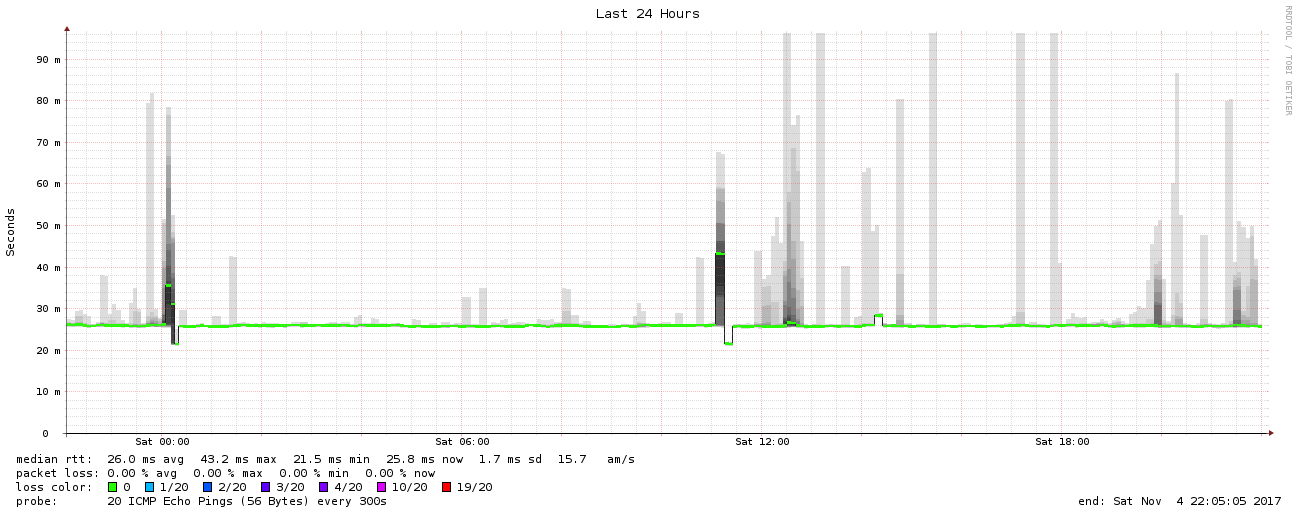 Last 24 Hours
RRDTOOL / TOBI OETIKER
Seconds
90 m
80 m
70 m
60 m
50 m
40 m
30 m
20 m
10 m
0
Sat 00:00 Sat 06:00 Sat 12:00 Sat 18:00
median rtt: 26.0 ms avg 43.2 ms max 21.5 ms min 25.8 ms now 1.7 ms sd 15.7 am/s
packet loss: 0.00 % avg 0.00 % max 0.00 % min 0.00 % now
loss color: 0 1/20 2/20 3/20 4/20 10/20 19/20
probe: 20 ICMP Echo Pings (56 Bytes) every 300s end: Sat Nov 4 22:05:05 2017